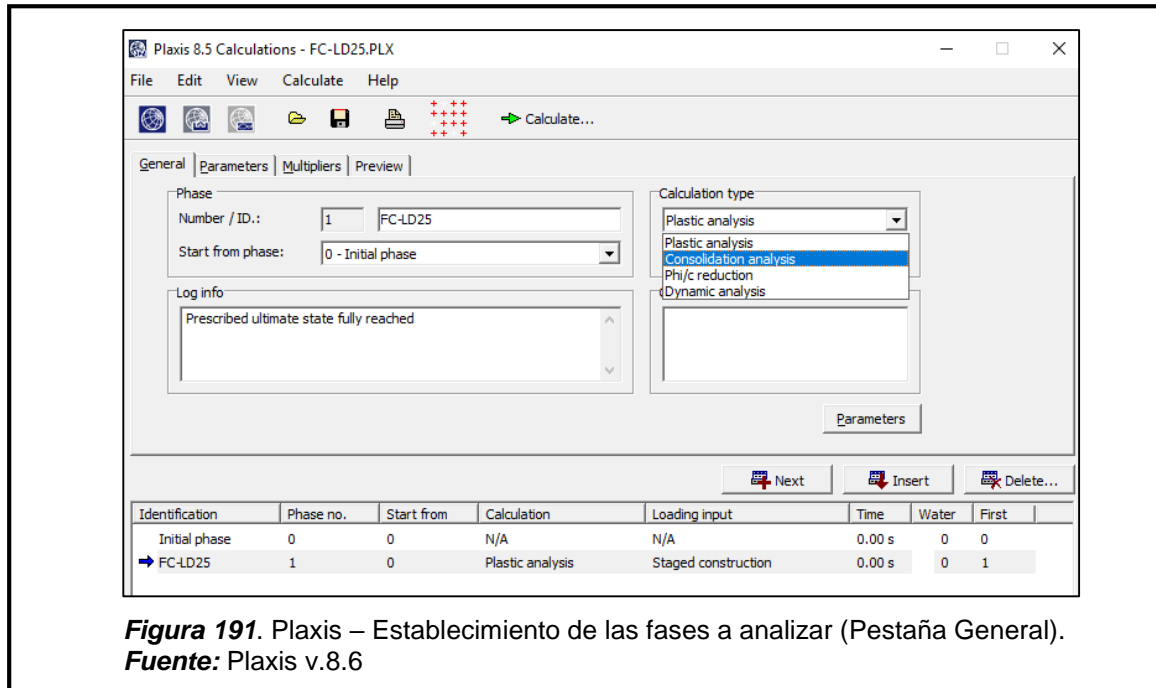 Plaxis 8.5 Calculations - FC-LD25.PLX
File Edit View Calculate Help
Calculate...
General Parameters Multipliers Preview
Phase
Number / ID.: 1 FC-LD25
Start from phase: 0 - Initial phase
Calculation type
Plastic analysis
Plastic analysis
Consolidation analysis
Phi/c reduction
Dynamic analysis
Log info
Prescribed ultimate state fully reached
Parameters
Next Insert Delete...
Identification Phase no. Start from Calculation Loading input Time Water First
Initial phase 0 0 N/A N/A 0.00 s 0 0
FC-LD25 1 0 Plastic analysis Staged construction 0.00 s 0 1
Figura 191. Plaxis – Establecimiento de las fases a analizar (Pestaña General).
Fuente: Plaxis v.8.6